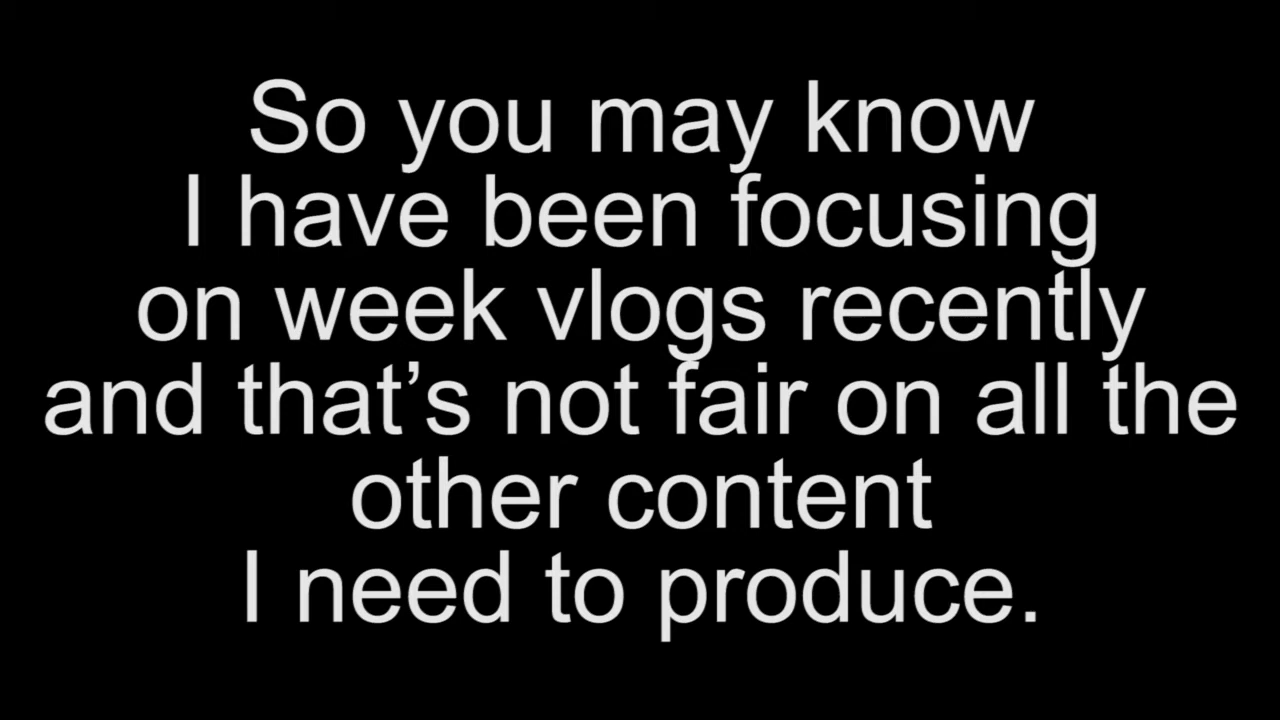 So you may know
I have been focusing
on week vlogs recently
and that’s not fair on all the
other content
I need to produce.